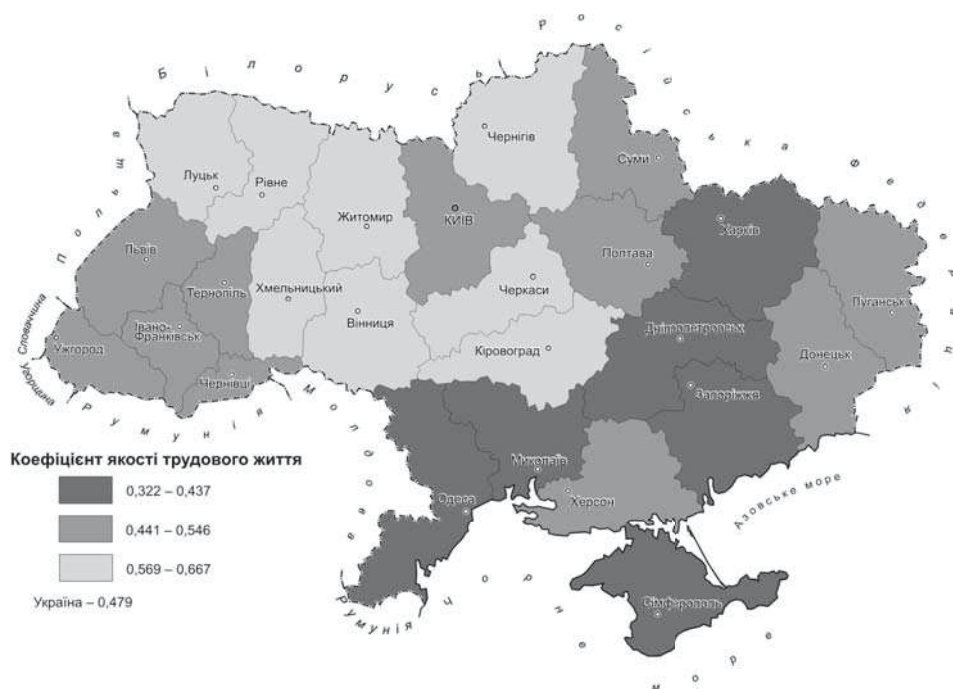 Білорусь
Російська Федерація
Польща
Словаччина
Угорщина
Румунія
Молдова
Румунія
Чорне море
Азовське море
Луцьк
Рівне
Житомир
КИЇВ
Чернігів
Суми
Львів
Тернопіль
Хмельницький
Вінниця
Черкаси
Полтава
Харків
Луганськ
Ужгород
Івано-
Франківськ
Чернівці
Кіровоград
Дніпропетровськ
Донецьк
Запоріжжя
Миколаїв
Херсон
Одеса
Сімферополь
Коефіцієнт якості трудового життя
0,322 – 0,437
0,441 – 0,546
0,569 – 0,667
Україна – 0,479